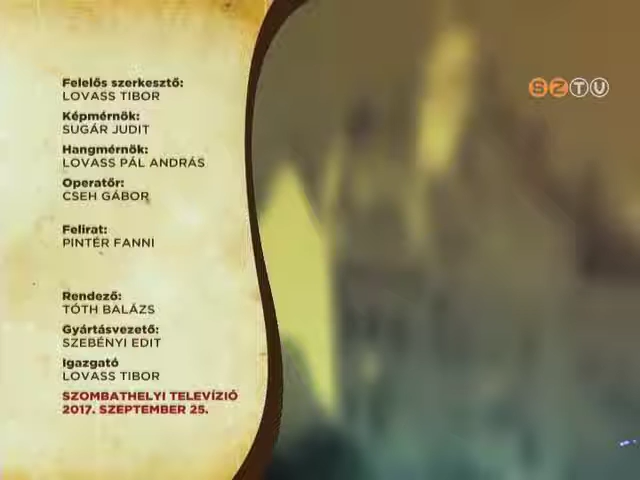 Felelős szerkesztő:
LOVASS TIBOR
Képmérnök:
SUGÁR JUDIT
Hangmérnök:
LOVASS PÁL ANDRÁS
Operatőr:
CSEH GÁBOR
Felirat:
PINTÉR FANNI
Rendező:
TÓTH BALÁZS
Gyártásvezető:
SZEBÉNYI EDIT
Igazgató
LOVASS TIBOR
SZOMBATHELYI TELEVÍZIÓ
2017. SZEPTEMBER 25.
SZTV